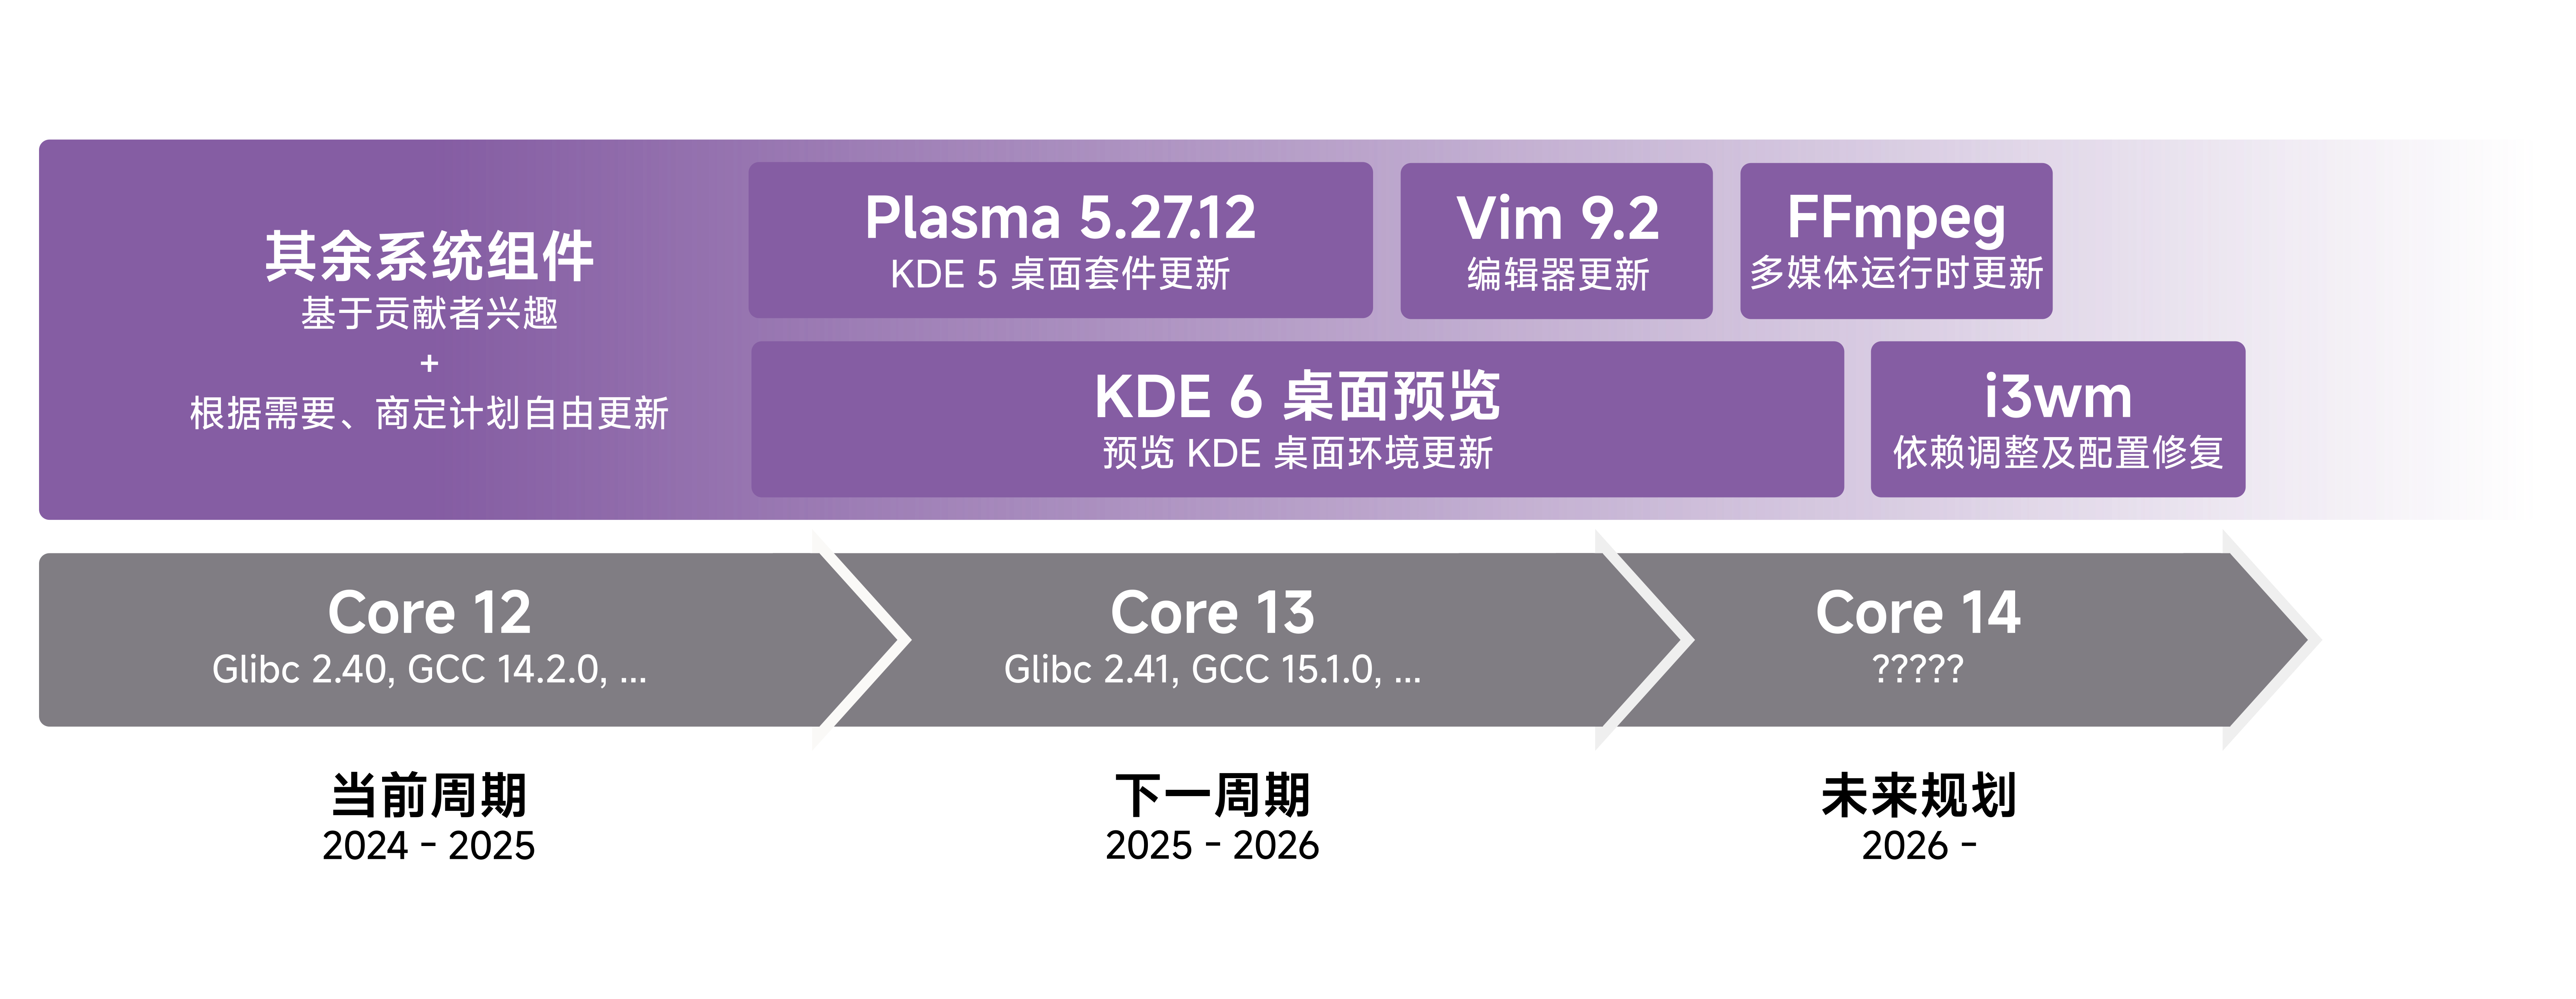 其余系统组件
基于贡献者兴趣
+
根据需要、商定计划自由更新
Plasma 5.27.12
KDE 5 桌面套件更新
Vim 9.2
编辑器更新
FFmpeg
多媒体运行时更新
KDE 6 桌面预览
预览 KDE 桌面环境更新
i3wm
依赖调整及配置修复
Core 12
Glibc 2.40, GCC 14.2.0, ...
Core 13
Glibc 2.41, GCC 15.1.0, ...
Core 14
?????
当前周期
2024 - 2025
下一周期
2025 - 2026
未来规划
2026 -